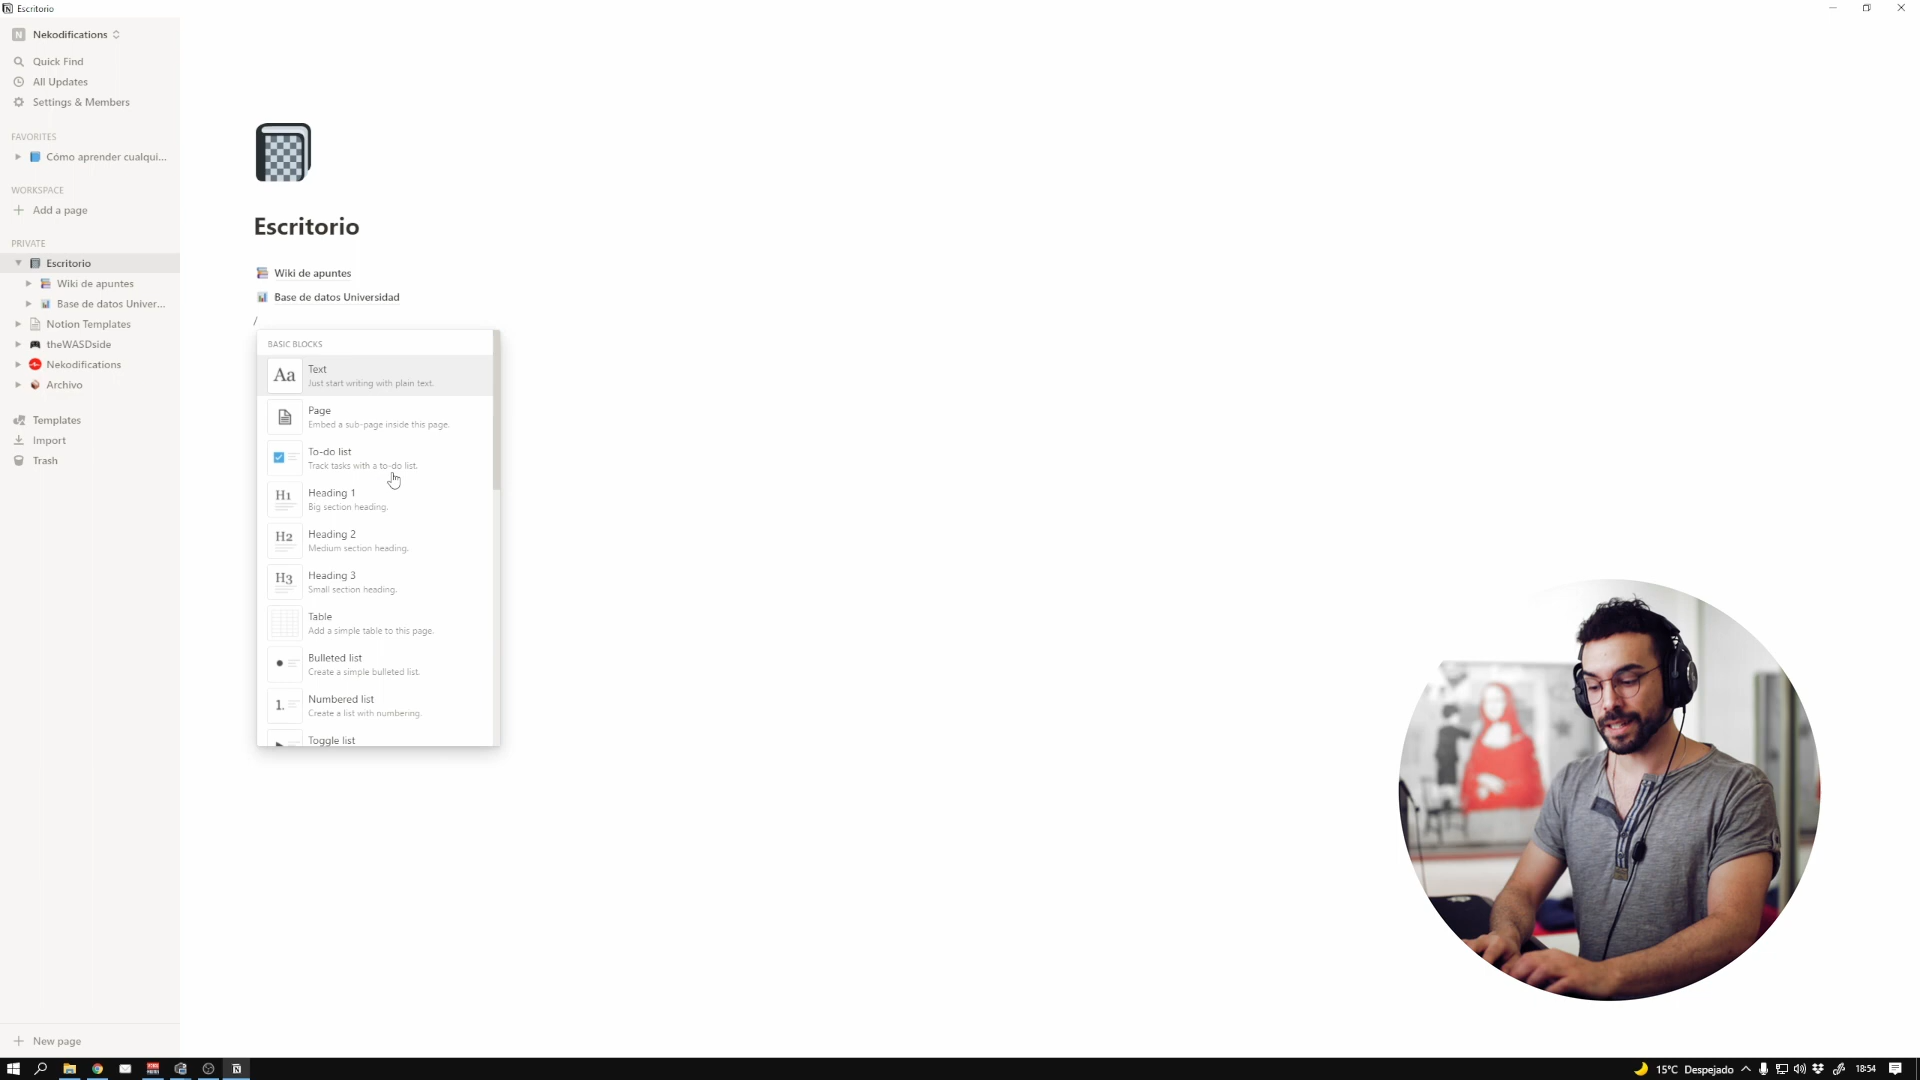 Escritorio
Nekodifications
Quick Find
All Updates
Settings & Members
FAVORITES
Cómo aprender cualqui...
WORKSPACE
Add a page
PRIVATE
Escritorio
Wiki de apuntes
Base de datos Univer...
Notion Templates
theWASDside
Nekodifications
Archivo
Templates
Import
Trash
New page
Escritorio
Wiki de apuntes
Base de datos Universidad
/
BASIC BLOCKS
Aa
Text
Just start writing with plain text.
Page
Embed a sub-page inside this page.
To-do list
Track tasks with a to-do list.
H1
Heading 1
Big section heading.
H2
Heading 2
Medium section heading.
H3
Heading 3
Small section heading.
Table
Add a simple table to this page.
Bulleted list
Create a simple bulleted list.
1.
Numbered list
Create a list with numbering.
Toggle list
15°C Despejado
18:54